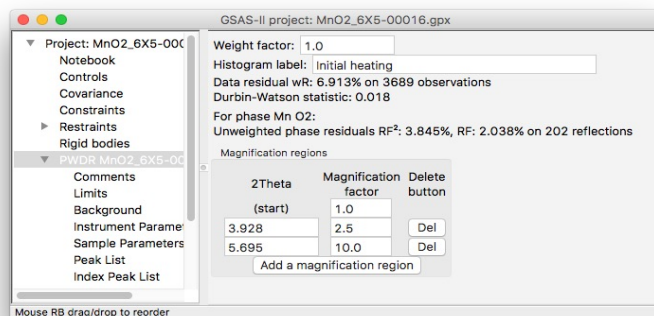 GSAS-II project: MnO2_6X5-00016.gpx
Project: MnO2_6X5-000
Notebook
Controls
Covariance
Constraints
Restraints
Rigid bodies
PWDR MnO2_6X5-00
Comments
Limits
Background
Instrument Parame
Sample Parameters
Peak List
Index Peak List
Weight factor: 1.0
Histogram label: Initial heating
Data residual wR: 6.913% on 3689 observations
Durbin-Watson statistic: 0.018
For phase Mn O2:
Unweighted phase residuals RF²: 3.845%, RF: 2.038% on 202 reflections
Magnification regions
2Theta Magnification factor Delete button
(start) 1.0
3.928 2.5 Del
5.695 10.0 Del
Add a magnification region
Mouse RB drag/drop to reorder